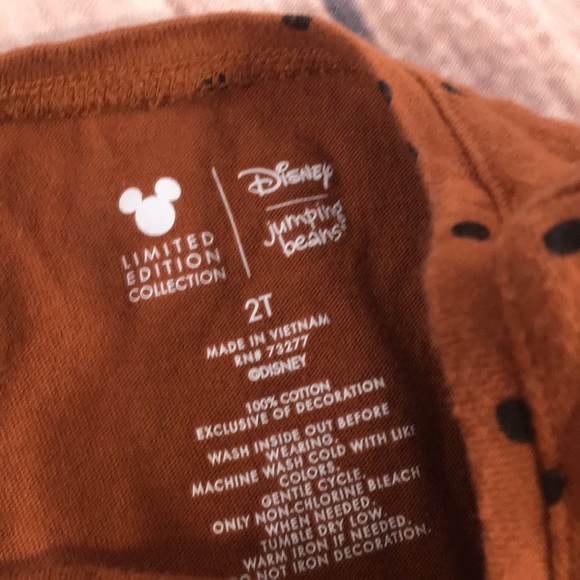 LIMITED
EDITION
COLLECTION
Disney
jumping
beans®
2T
MADE IN VIETNAM
RN# 73277
©DISNEY
100% COTTON
EXCLUSIVE OF DECORATION
WASH INSIDE OUT BEFORE
WEARING.
MACHINE WASH COLD WITH LIKE
COLORS.
GENTLE CYCLE.
ONLY NON-CHLORINE BLEACH
WHEN NEEDED.
TUMBLE DRY LOW.
WARM IRON IF NEEDED.
DO NOT IRON DECORATION.